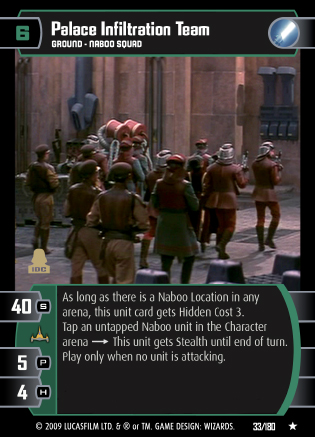 6
Palace Infiltration Team
GROUND - NABOO SQUAD
IDC
40 S
As long as there is a Naboo Location in any
arena, this unit card gets Hidden Cost 3.
Tap an untapped Naboo unit in the Character
arena → This unit gets Stealth until end of turn.
5 P
Play only when no unit is attacking.
4 H
© 2009 LUCASFILM LTD. & ® or TM. GAME DESIGN: WIZARDS. 33/180 ★